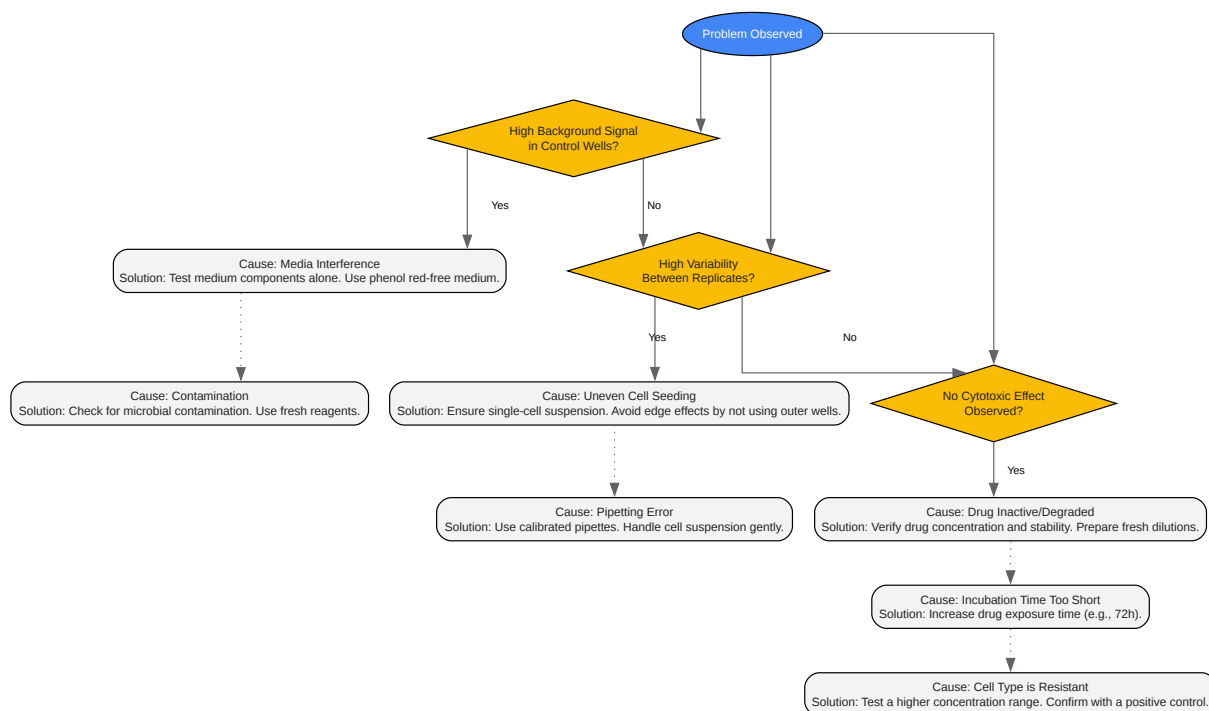 Problem Observed
High Background Signal
in Control Wells?
Yes
No
Cause: Media Interference
Solution: Test medium components alone. Use phenol red-free medium.
High Variability
Between Replicates?
Yes
No
Cause: Contamination
Solution: Check for microbial contamination. Use fresh reagents.
Cause: Uneven Cell Seeding
Solution: Ensure single-cell suspension. Avoid edge effects by not using outer wells.
No Cytotoxic Effect
Observed?
Yes
Cause: Pipetting Error
Solution: Use calibrated pipettes. Handle cell suspension gently.
Cause: Drug Inactive/Degraded
Solution: Verify drug concentration and stability. Prepare fresh dilutions.
Cause: Incubation Time Too Short
Solution: Increase drug exposure time (e.g., 72h).
Cause: Cell Type is Resistant
Solution: Test a higher concentration range. Confirm with a positive control.